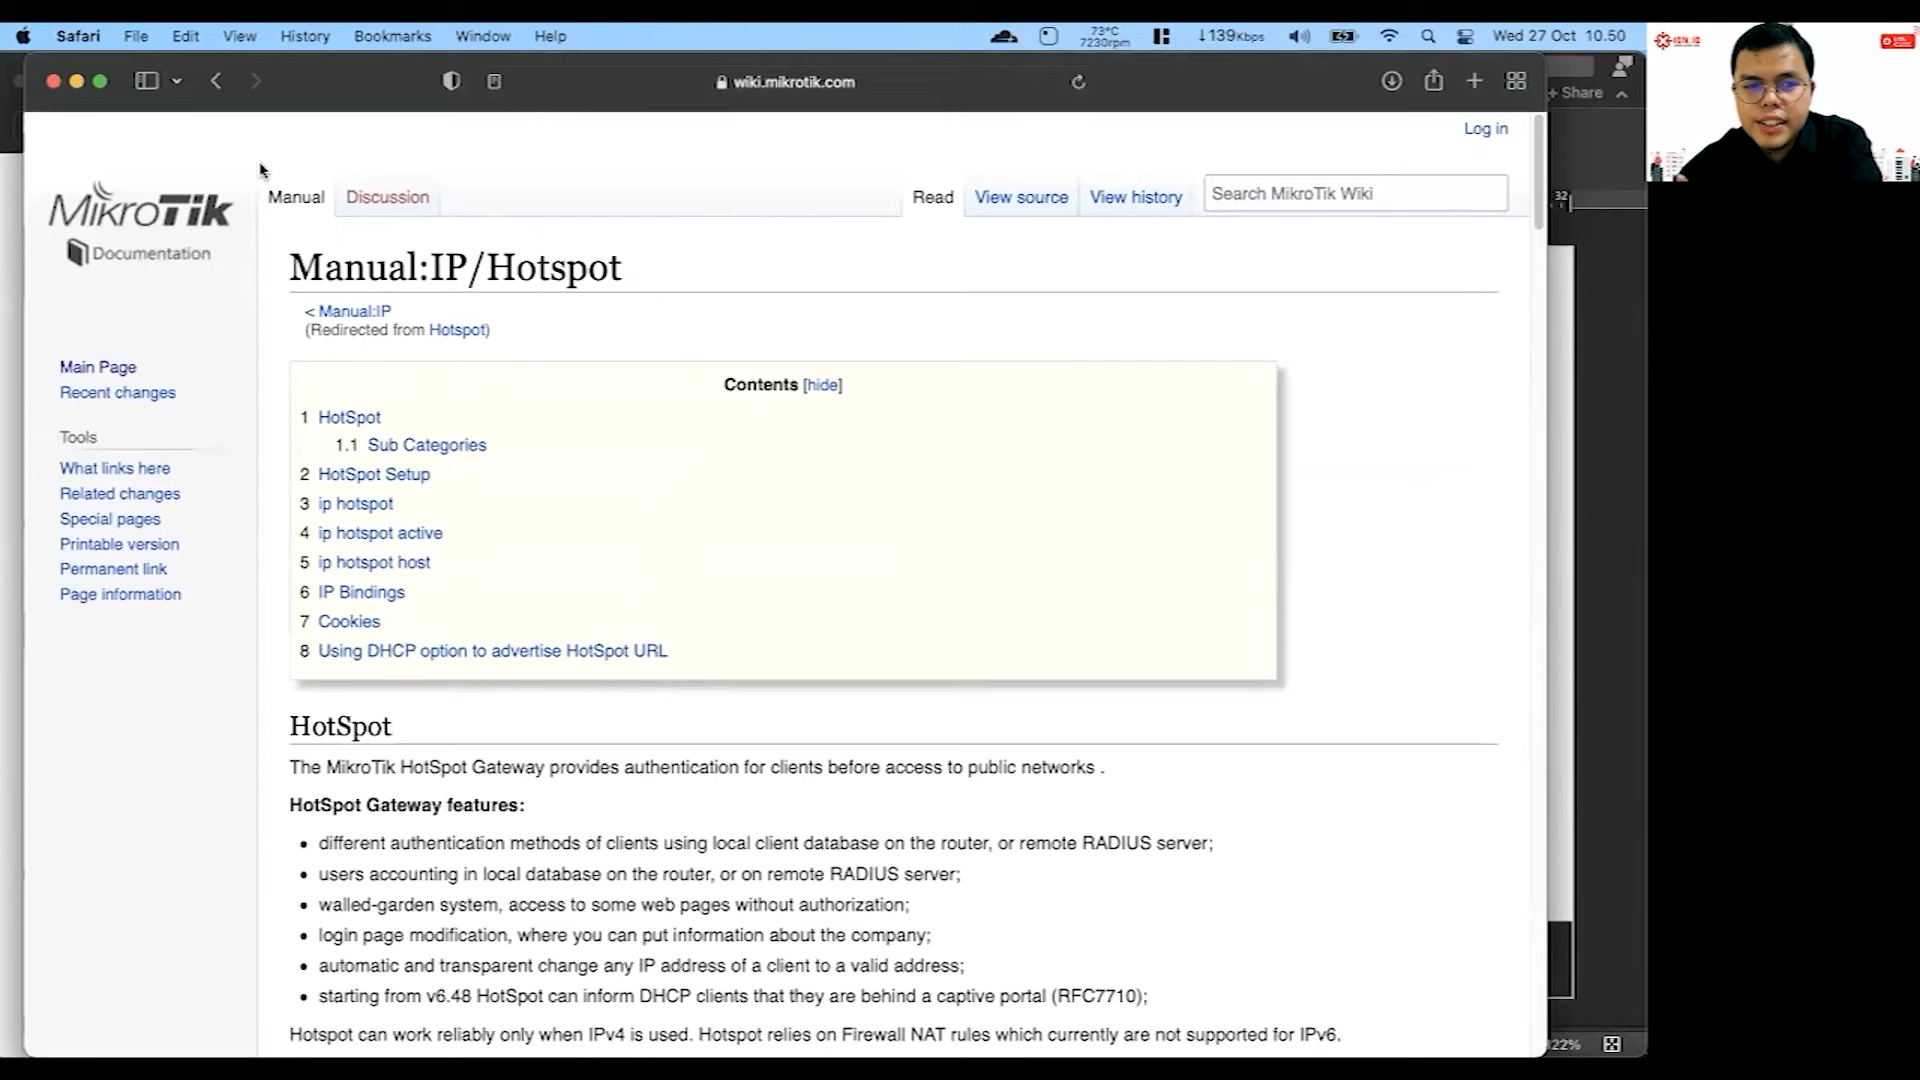 Safari File Edit View History Bookmarks Window Help 73°C 7230rpm ↓139Kbps Wed 27 Oct 10.50
IDN.ID
wiki.mikrotik.com
+ Share
Log in
MikroTik
Documentation
Manual Discussion Read View source View history Search MikroTik Wiki
32
Manual:IP/Hotspot
< Manual:IP
(Redirected from Hotspot)
Main Page
Recent changes
Tools
What links here
Related changes
Special pages
Printable version
Permanent link
Page information
Contents [hide]
1 HotSpot
1.1 Sub Categories
2 HotSpot Setup
3 ip hotspot
4 ip hotspot active
5 ip hotspot host
6 IP Bindings
7 Cookies
8 Using DHCP option to advertise HotSpot URL
HotSpot
The MikroTik HotSpot Gateway provides authentication for clients before access to public networks .
HotSpot Gateway features:
• different authentication methods of clients using local client database on the router, or remote RADIUS server;
• users accounting in local database on the router, or on remote RADIUS server;
• walled-garden system, access to some web pages without authorization;
• login page modification, where you can put information about the company;
• automatic and transparent change any IP address of a client to a valid address;
• starting from v6.48 HotSpot can inform DHCP clients that they are behind a captive portal (RFC7710);
Hotspot can work reliably only when IPv4 is used. Hotspot relies on Firewall NAT rules which currently are not supported for IPv6.
22%